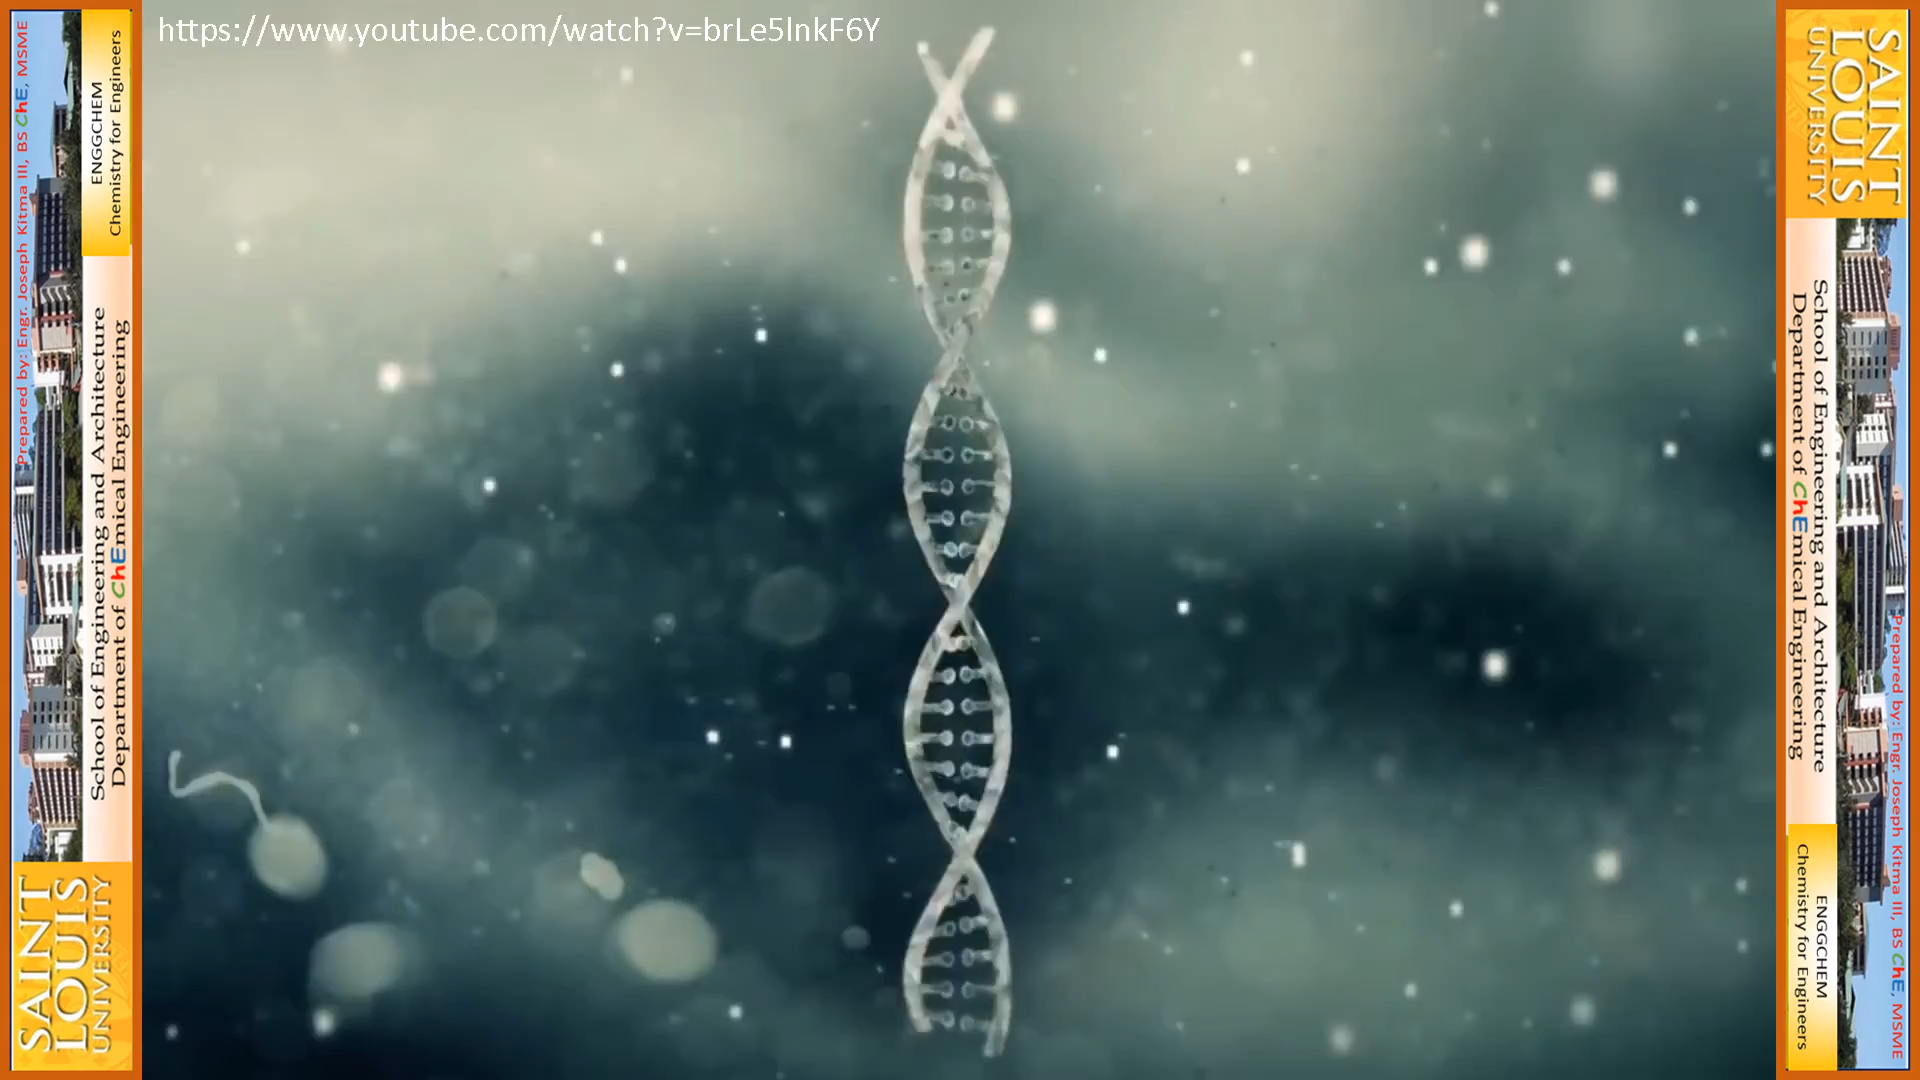 https://www.youtube.com/watch?v=brLe5lnkF6Y
Prepared by: Engr. Joseph Kitma III, BS ChE, MSME
ENGGCHEM
Chemistry for Engineers
School of Engineering and Architecture
Department of ChEmical Engineering
SAINT
LOUIS
UNIVERSITY
SAINT
LOUIS
UNIVERSITY
School of Engineering and Architecture
Department of ChEmical Engineering
ENGGCHEM
Chemistry for Engineers
Prepared by: Engr. Joseph Kitma III, BS ChE, MSME